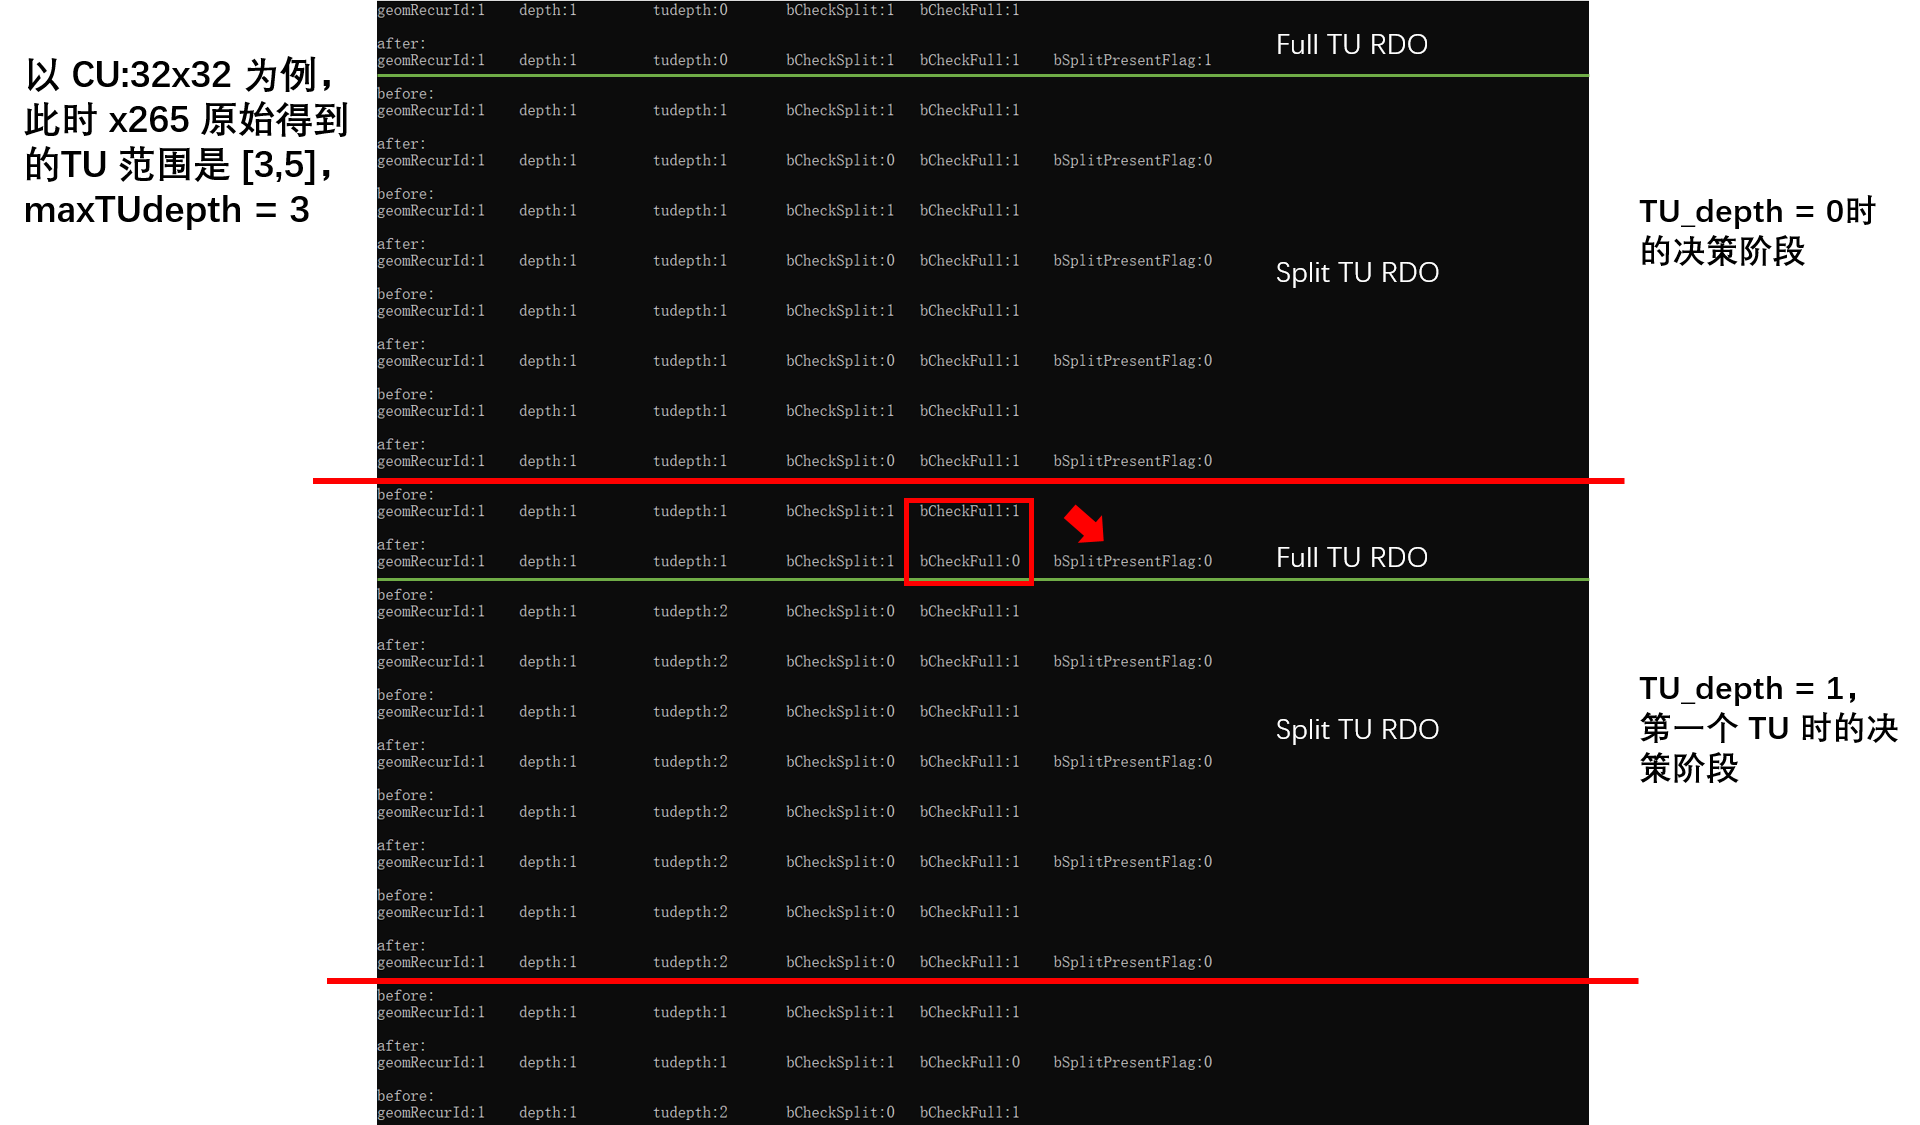 以 CU:32x32 为例，
此时 x265 原始得到
的TU 范围是 [3,5]，
maxTUdepth = 3
geomRecurId:1 depth:1 tudepth:0 bCheckSplit:1 bCheckFull:1
after:
geomRecurId:1 depth:1 tudepth:0 bCheckSplit:1 bCheckFull:1 bSplitPresentFlag:1
Full TU RDO
before:
geomRecurId:1 depth:1 tudepth:1 bCheckSplit:1 bCheckFull:1
after:
geomRecurId:1 depth:1 tudepth:1 bCheckSplit:0 bCheckFull:1 bSplitPresentFlag:0
before:
geomRecurId:1 depth:1 tudepth:1 bCheckSplit:1 bCheckFull:1
after:
geomRecurId:1 depth:1 tudepth:1 bCheckSplit:0 bCheckFull:1 bSplitPresentFlag:0
Split TU RDO
before:
geomRecurId:1 depth:1 tudepth:1 bCheckSplit:1 bCheckFull:1
after:
geomRecurId:1 depth:1 tudepth:1 bCheckSplit:0 bCheckFull:1 bSplitPresentFlag:0
before:
geomRecurId:1 depth:1 tudepth:1 bCheckSplit:1 bCheckFull:1
after:
geomRecurId:1 depth:1 tudepth:1 bCheckSplit:0 bCheckFull:1 bSplitPresentFlag:0
TU_depth = 0时
的决策阶段
before:
geomRecurId:1 depth:1 tudepth:1 bCheckSplit:1 bCheckFull:1
after:
geomRecurId:1 depth:1 tudepth:1 bCheckSplit:1 bCheckFull:0 bSplitPresentFlag:0
Full TU RDO
before:
geomRecurId:1 depth:1 tudepth:2 bCheckSplit:0 bCheckFull:1
after:
geomRecurId:1 depth:1 tudepth:2 bCheckSplit:0 bCheckFull:1 bSplitPresentFlag:0
before:
geomRecurId:1 depth:1 tudepth:2 bCheckSplit:0 bCheckFull:1
after:
geomRecurId:1 depth:1 tudepth:2 bCheckSplit:0 bCheckFull:1 bSplitPresentFlag:0
Split TU RDO
before:
geomRecurId:1 depth:1 tudepth:2 bCheckSplit:0 bCheckFull:1
after:
geomRecurId:1 depth:1 tudepth:2 bCheckSplit:0 bCheckFull:1 bSplitPresentFlag:0
before:
geomRecurId:1 depth:1 tudepth:2 bCheckSplit:0 bCheckFull:1
after:
geomRecurId:1 depth:1 tudepth:2 bCheckSplit:0 bCheckFull:1 bSplitPresentFlag:0
TU_depth = 1，
第一个 TU 时的决
策阶段
before:
geomRecurId:1 depth:1 tudepth:1 bCheckSplit:1 bCheckFull:1
after:
geomRecurId:1 depth:1 tudepth:1 bCheckSplit:1 bCheckFull:0 bSplitPresentFlag:0
before:
geomRecurId:1 depth:1 tudepth:2 bCheckSplit:0 bCheckFull:1